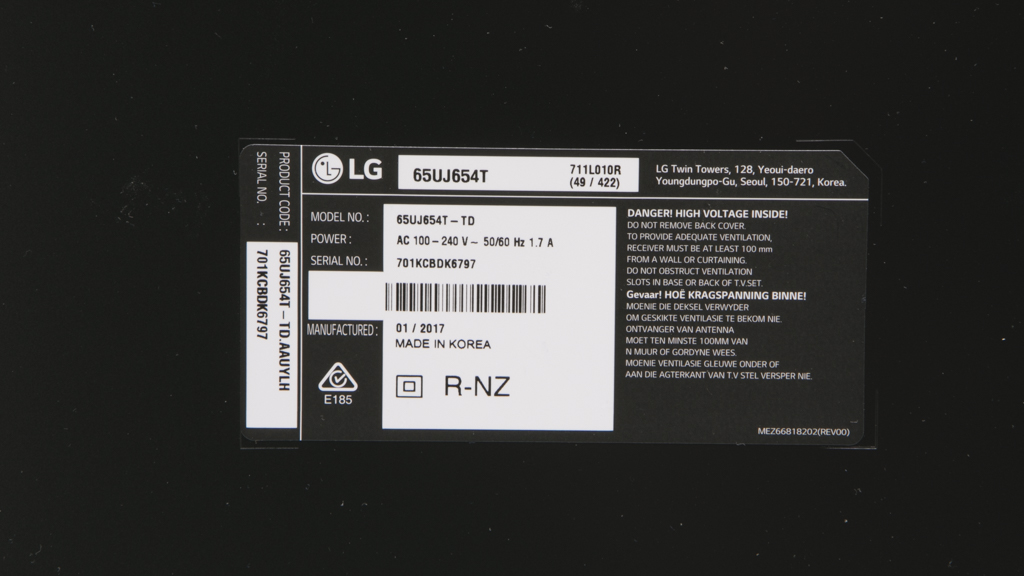 PRODUCT CODE : 65UJ654T - TD.AAUYLH
SERIAL NO. : 701KCBDK6797
LG
65UJ654T
711L010R
(49 / 422)
LG Twin Towers, 128, Yeoui-daero
Youngdungpo-Gu, Seoul, 150-721, Korea.
MODEL NO. : 65UJ654T - TD
POWER : AC 100 - 240 V ~ 50/60 Hz 1.7 A
SERIAL NO. : 701KCBDK6797
MANUFACTURED : 01 / 2017
MADE IN KOREA
E185
R-NZ
DANGER! HIGH VOLTAGE INSIDE!
DO NOT REMOVE BACK COVER.
TO PROVIDE ADEQUATE VENTILATION,
RECEIVER MUST BE AT LEAST 100 mm
FROM A WALL OR CURTAINING.
DO NOT OBSTRUCT VENTILATION
SLOTS IN BASE OR BACK OF T.V.SET.
Gevaar! HOË KRAGSPANNING BINNE!
MOENIE DIE DEKSEL VERWYDER
OM GESKIKTE VENTILASIE TE BEKOM NIE.
ONTVANGER VAN ANTENNA
MOET TEN MINSTE 100MM VAN
N MUUR OF GORDYNE WEES.
MOENIE VENTILASIE GLEUWE ONDER OF
AAN DIE AGTERKANT VAN T.V STEL VERSPER NIE.
MEZ66818202(REV00)